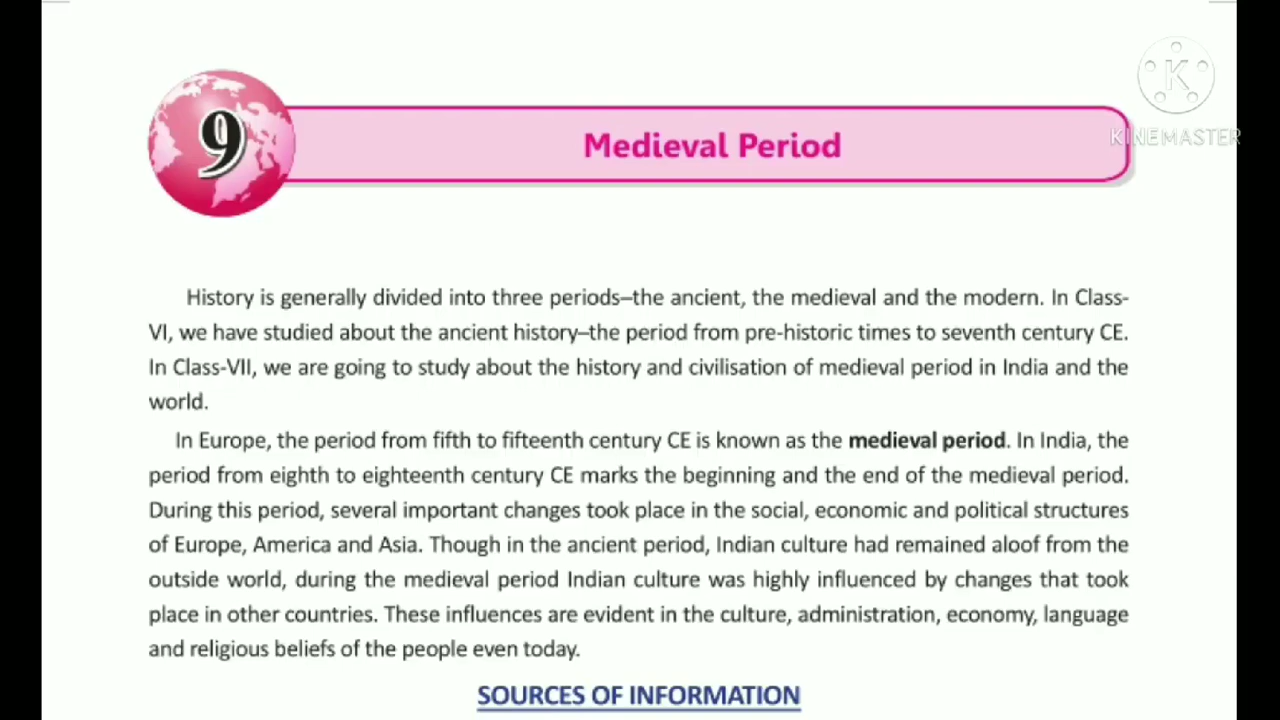 9
Medieval Period
K
KINEMASTER
History is generally divided into three periods–the ancient, the medieval and the modern. In Class-
VI, we have studied about the ancient history–the period from pre-historic times to seventh century CE.
In Class-VII, we are going to study about the history and civilisation of medieval period in India and the
world.
In Europe, the period from fifth to fifteenth century CE is known as the medieval period. In India, the
period from eighth to eighteenth century CE marks the beginning and the end of the medieval period.
During this period, several important changes took place in the social, economic and political structures
of Europe, America and Asia. Though in the ancient period, Indian culture had remained aloof from the
outside world, during the medieval period Indian culture was highly influenced by changes that took
place in other countries. These influences are evident in the culture, administration, economy, language
and religious beliefs of the people even today.
SOURCES OF INFORMATION